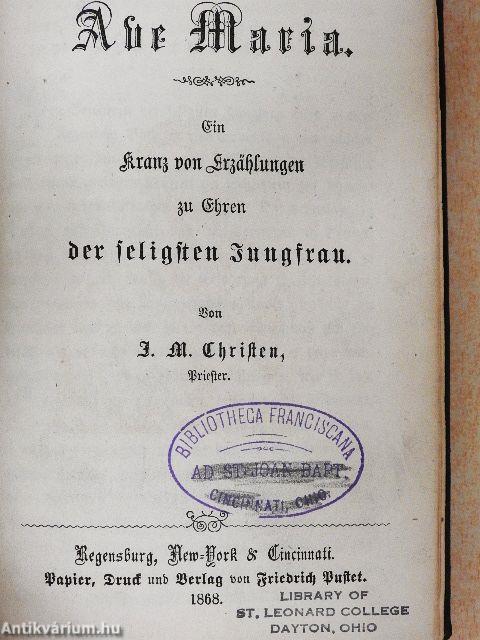 Ave Maria.
Ein
Kranz von Erzählungen
zu Ehren
der seligsten Jungfrau.
Von
J. M. Christen,
Priester.
BIBLIOTHECA FRANCISCANA
AD ST. JOAN BAPT.
CINCINNATI, OHIO.
Regensburg, New-York & Cincinnati.
Papier, Druck und Verlag von Friedrich Pustet.
1868.
LIBRARY OF
ST. LEONARD COLLEGE
DAYTON, OHIO
Antikvárium.hu